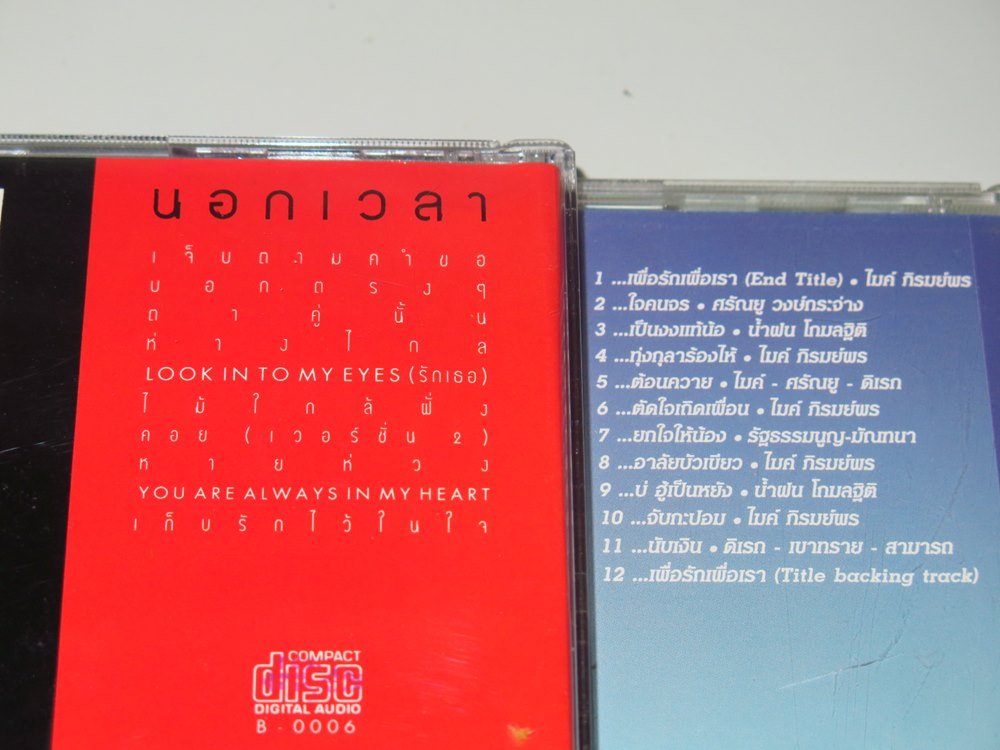 นอกเวลา
เจ็บตามคำขอ
บอกตรงๆ
ตาคู่นั้น
ห่างไกล
LOOK IN TO MY EYES (รักเธอ)
ไม้ใกล้ฝั่ง
คอย (เวอร์ชั่น 2)
หายห่วง
YOU ARE ALWAYS IN MY HEART
เก็บรักไว้ในใจ
COMPACT
disc
DIGITAL AUDIO
B-0006
1 ...เพื่อรักเพื่อเรา (End Title) • ไมค์ ภิรมย์พร
2 ...ใจคนจร • ศรัณยู วงษ์กระจ่าง
3 ...เป็นงงแท้น้อ • น้ำฝน โกมลฐิติ
4 ...ทุ่งกุลาร้องไห้ • ไมค์ ภิรมย์พร
5 ...ต้อนควาย • ไมค์ - ศรัณยู - ดิเรก
6 ...ตัดใจเถิดเพื่อน • ไมค์ ภิรมย์พร
7 ...ยกใจให้น้อง • รัฐธรรมนูญ-มัณทนา
8 ...อาลัยบัวเขียว • ไมค์ ภิรมย์พร
9 ...บ่ ฮู้เป็นหยัง • น้ำฝน โกมลฐิติ
10 ...จับกะปอม • ไมค์ ภิรมย์พร
11 ...นับเงิน • ดิเรก - เขาทราย - สามารถ
12 ...เพื่อรักเพื่อเรา (Title backing track)